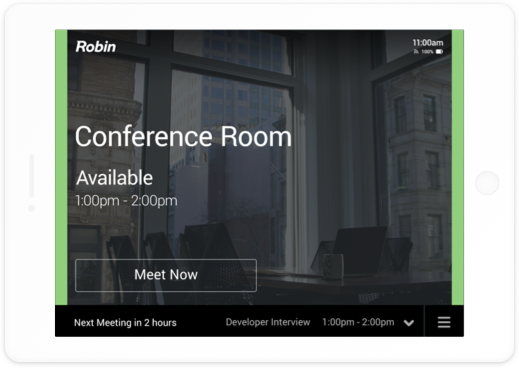 Robin
11:00am
100%
Conference Room
Available
1:00pm - 2:00pm
Meet Now
Next Meeting in 2 hours
Developer Interview 1:00pm - 2:00pm